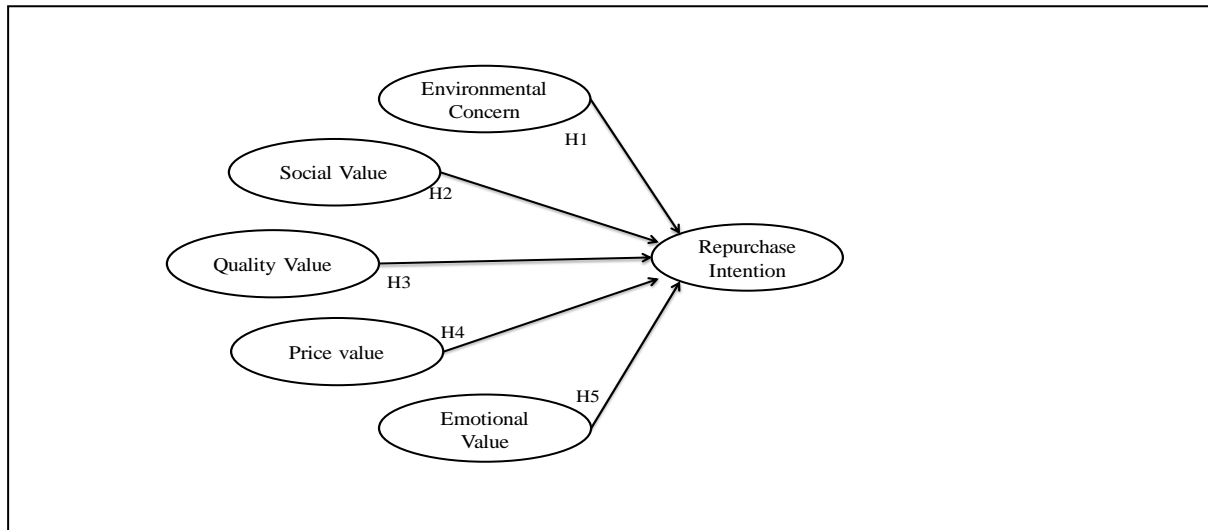 Environmental
Concern
H1
Social Value
H2
Quality Value
H3
Repurchase
Intention
Price value
H4
Emotional
Value
H5